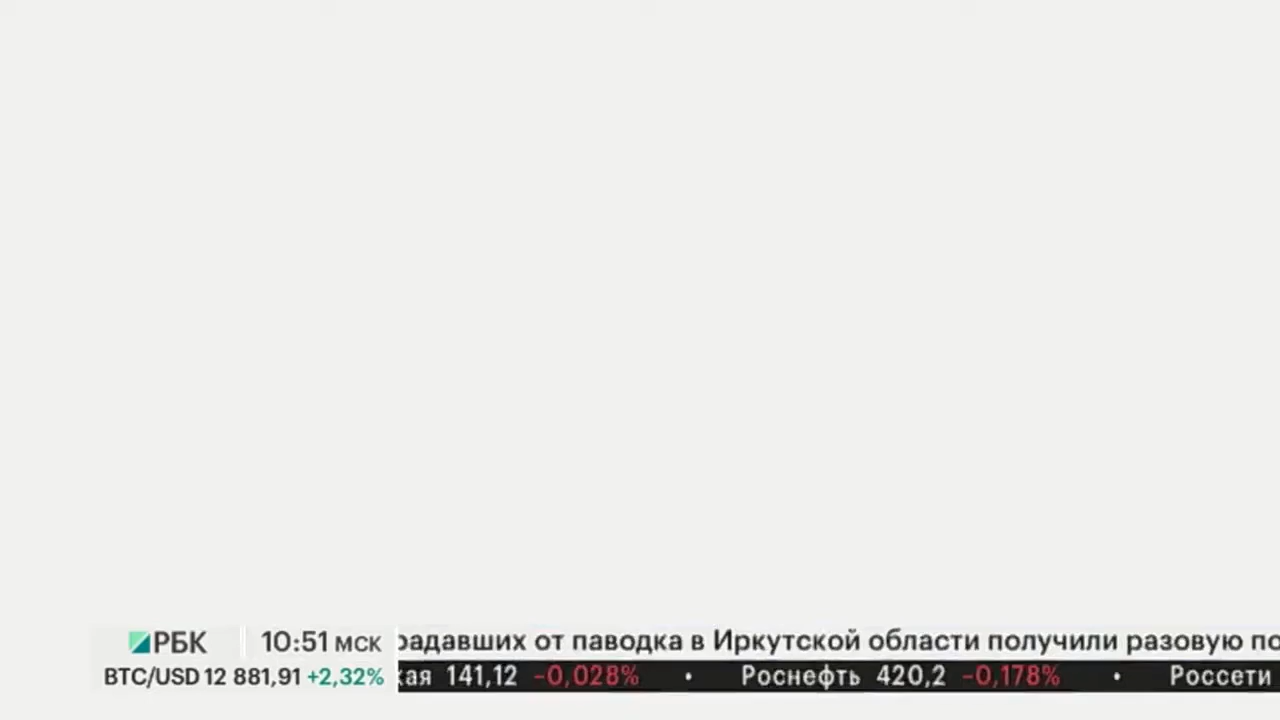 РБК 10:51 МСК
радавших от паводка в Иркутской области получили разовую по
BTC/USD 12 881,91 +2,32%
кая 141,12 -0,028% • Роснефть 420,2 -0,178% • Россети